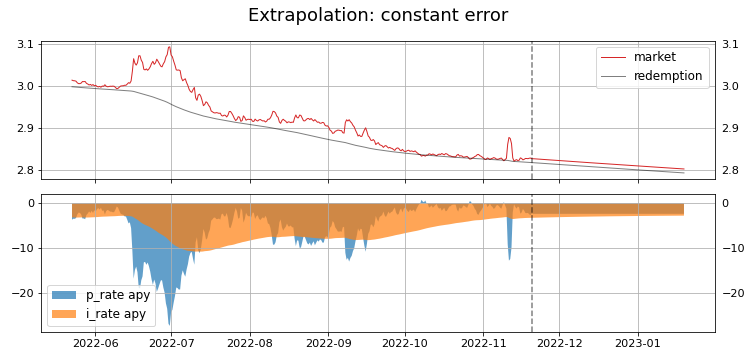 Extrapolation: constant error
3.1
3.0
2.9
2.8
3.1
3.0
2.9
2.8
market
redemption
0
−10
−20
0
−10
−20
p_rate apy
i_rate apy
2022-06 2022-07 2022-08 2022-09 2022-10 2022-11 2022-12 2023-01